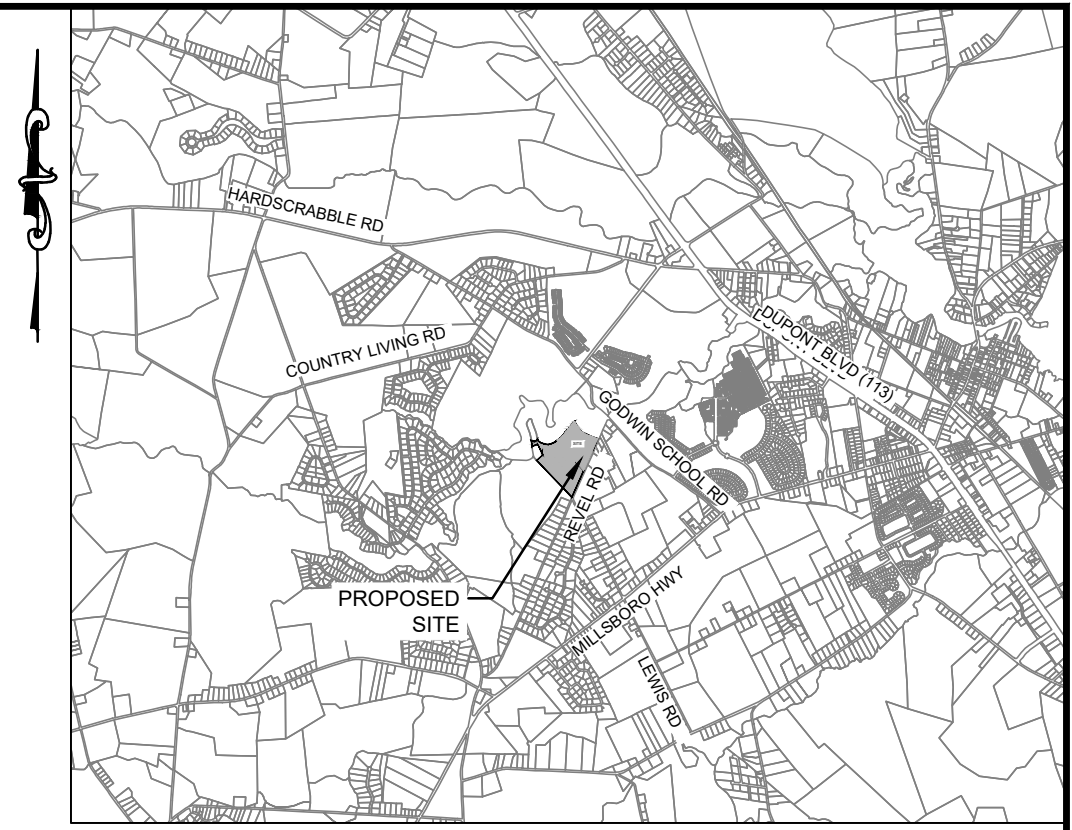 HARDSCRABBLE RD
COUNTRY LIVING RD
DUPONT BLVD (113)
GODWIN SCHOOL RD
REVEL RD
PROPOSED
SITE
MILLSBORO HWY
LEWIS RD